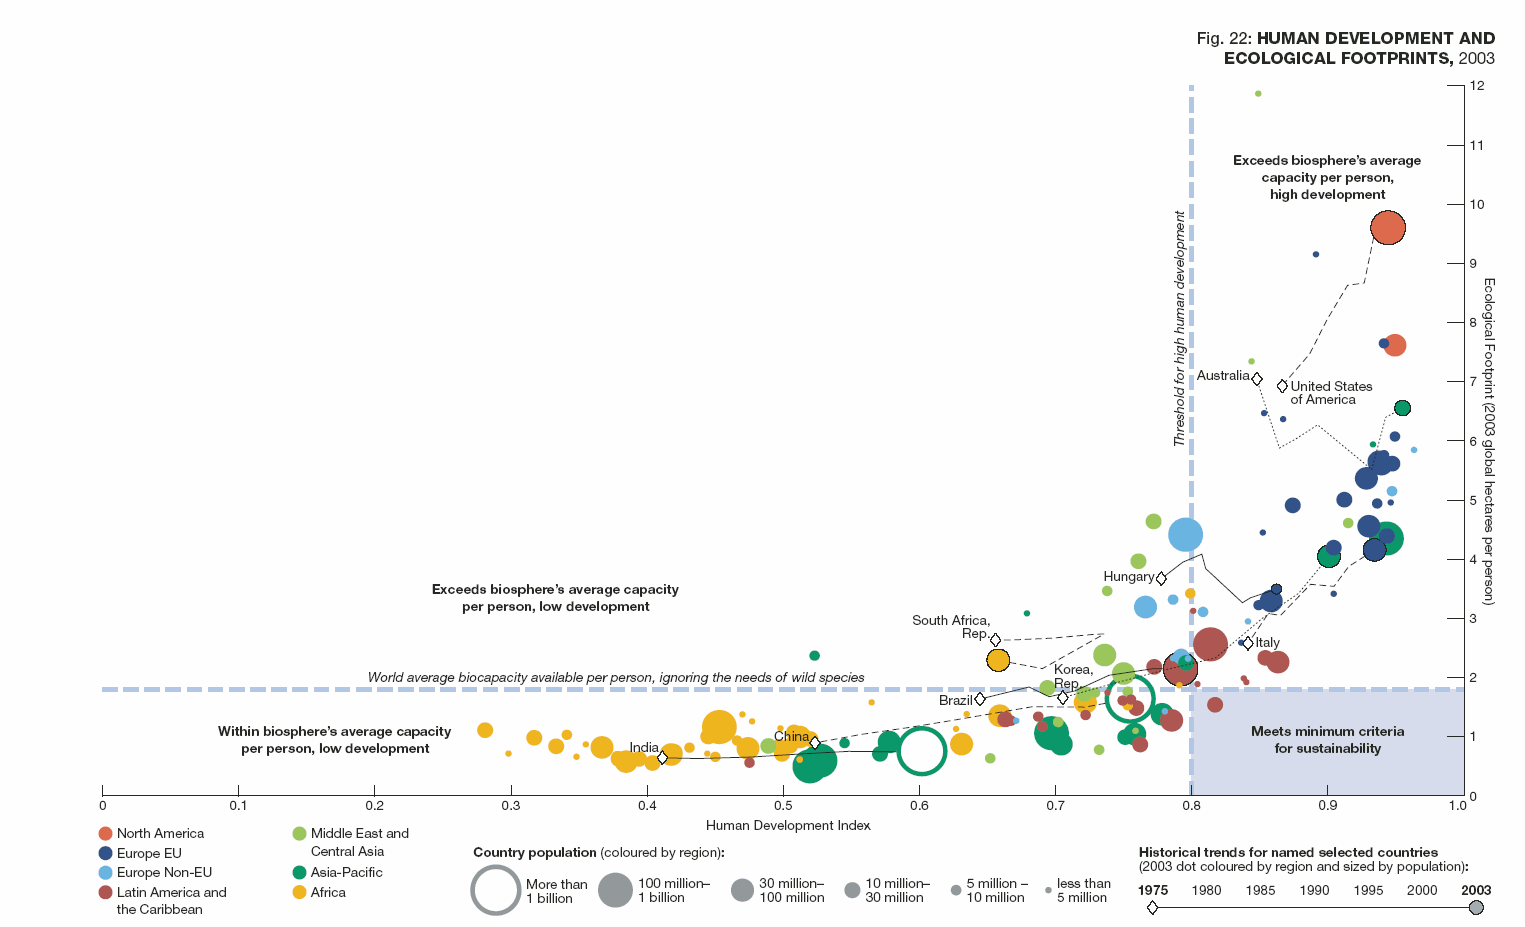 Fig. 22: HUMAN DEVELOPMENT AND
ECOLOGICAL FOOTPRINTS, 2003
12
11
10
9
8
7
6
5
4
3
2
1
0
Ecological Footprint (2003 global hectares per person)
Exceeds biosphere's average
capacity per person,
high development
Threshold for high human development
Australia
United States
of America
Hungary
Exceeds biosphere's average capacity
per person, low development
South Africa,
Rep.
Italy
Korea,
Rep.
World average biocapacity available per person, ignoring the needs of wild species
Brazil
Within biosphere's average capacity
per person, low development
China
India
Meets minimum criteria
for sustainability
0
0.1
0.2
0.3
0.4
0.5
0.6
0.7
0.8
0.9
1.0
Human Development Index
North America
Europe EU
Europe Non-EU
Latin America and
the Caribbean
Middle East and
Central Asia
Asia-Pacific
Africa
Country population (coloured by region):
More than
1 billion
100 million–
1 billion
30 million–
100 million
10 million–
30 million
5 million –
10 million
less than
5 million
Historical trends for named selected countries
(2003 dot coloured by region and sized by population):
1975 1980 1985 1990 1995 2000 2003